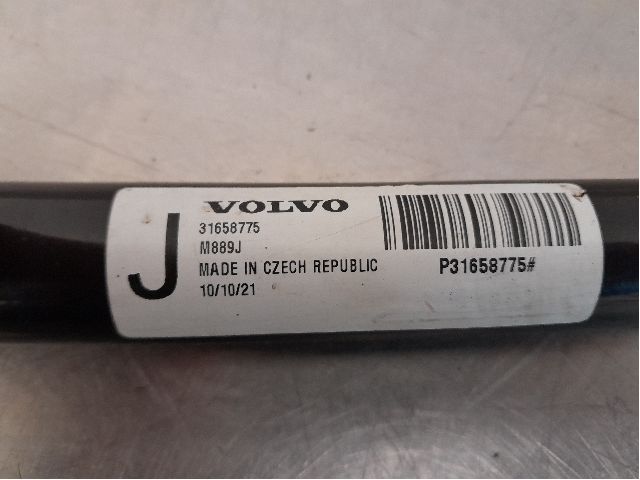 J
VOLVO
31658775
M889J
MADE IN CZECH REPUBLIC
10/10/21
P31658775#